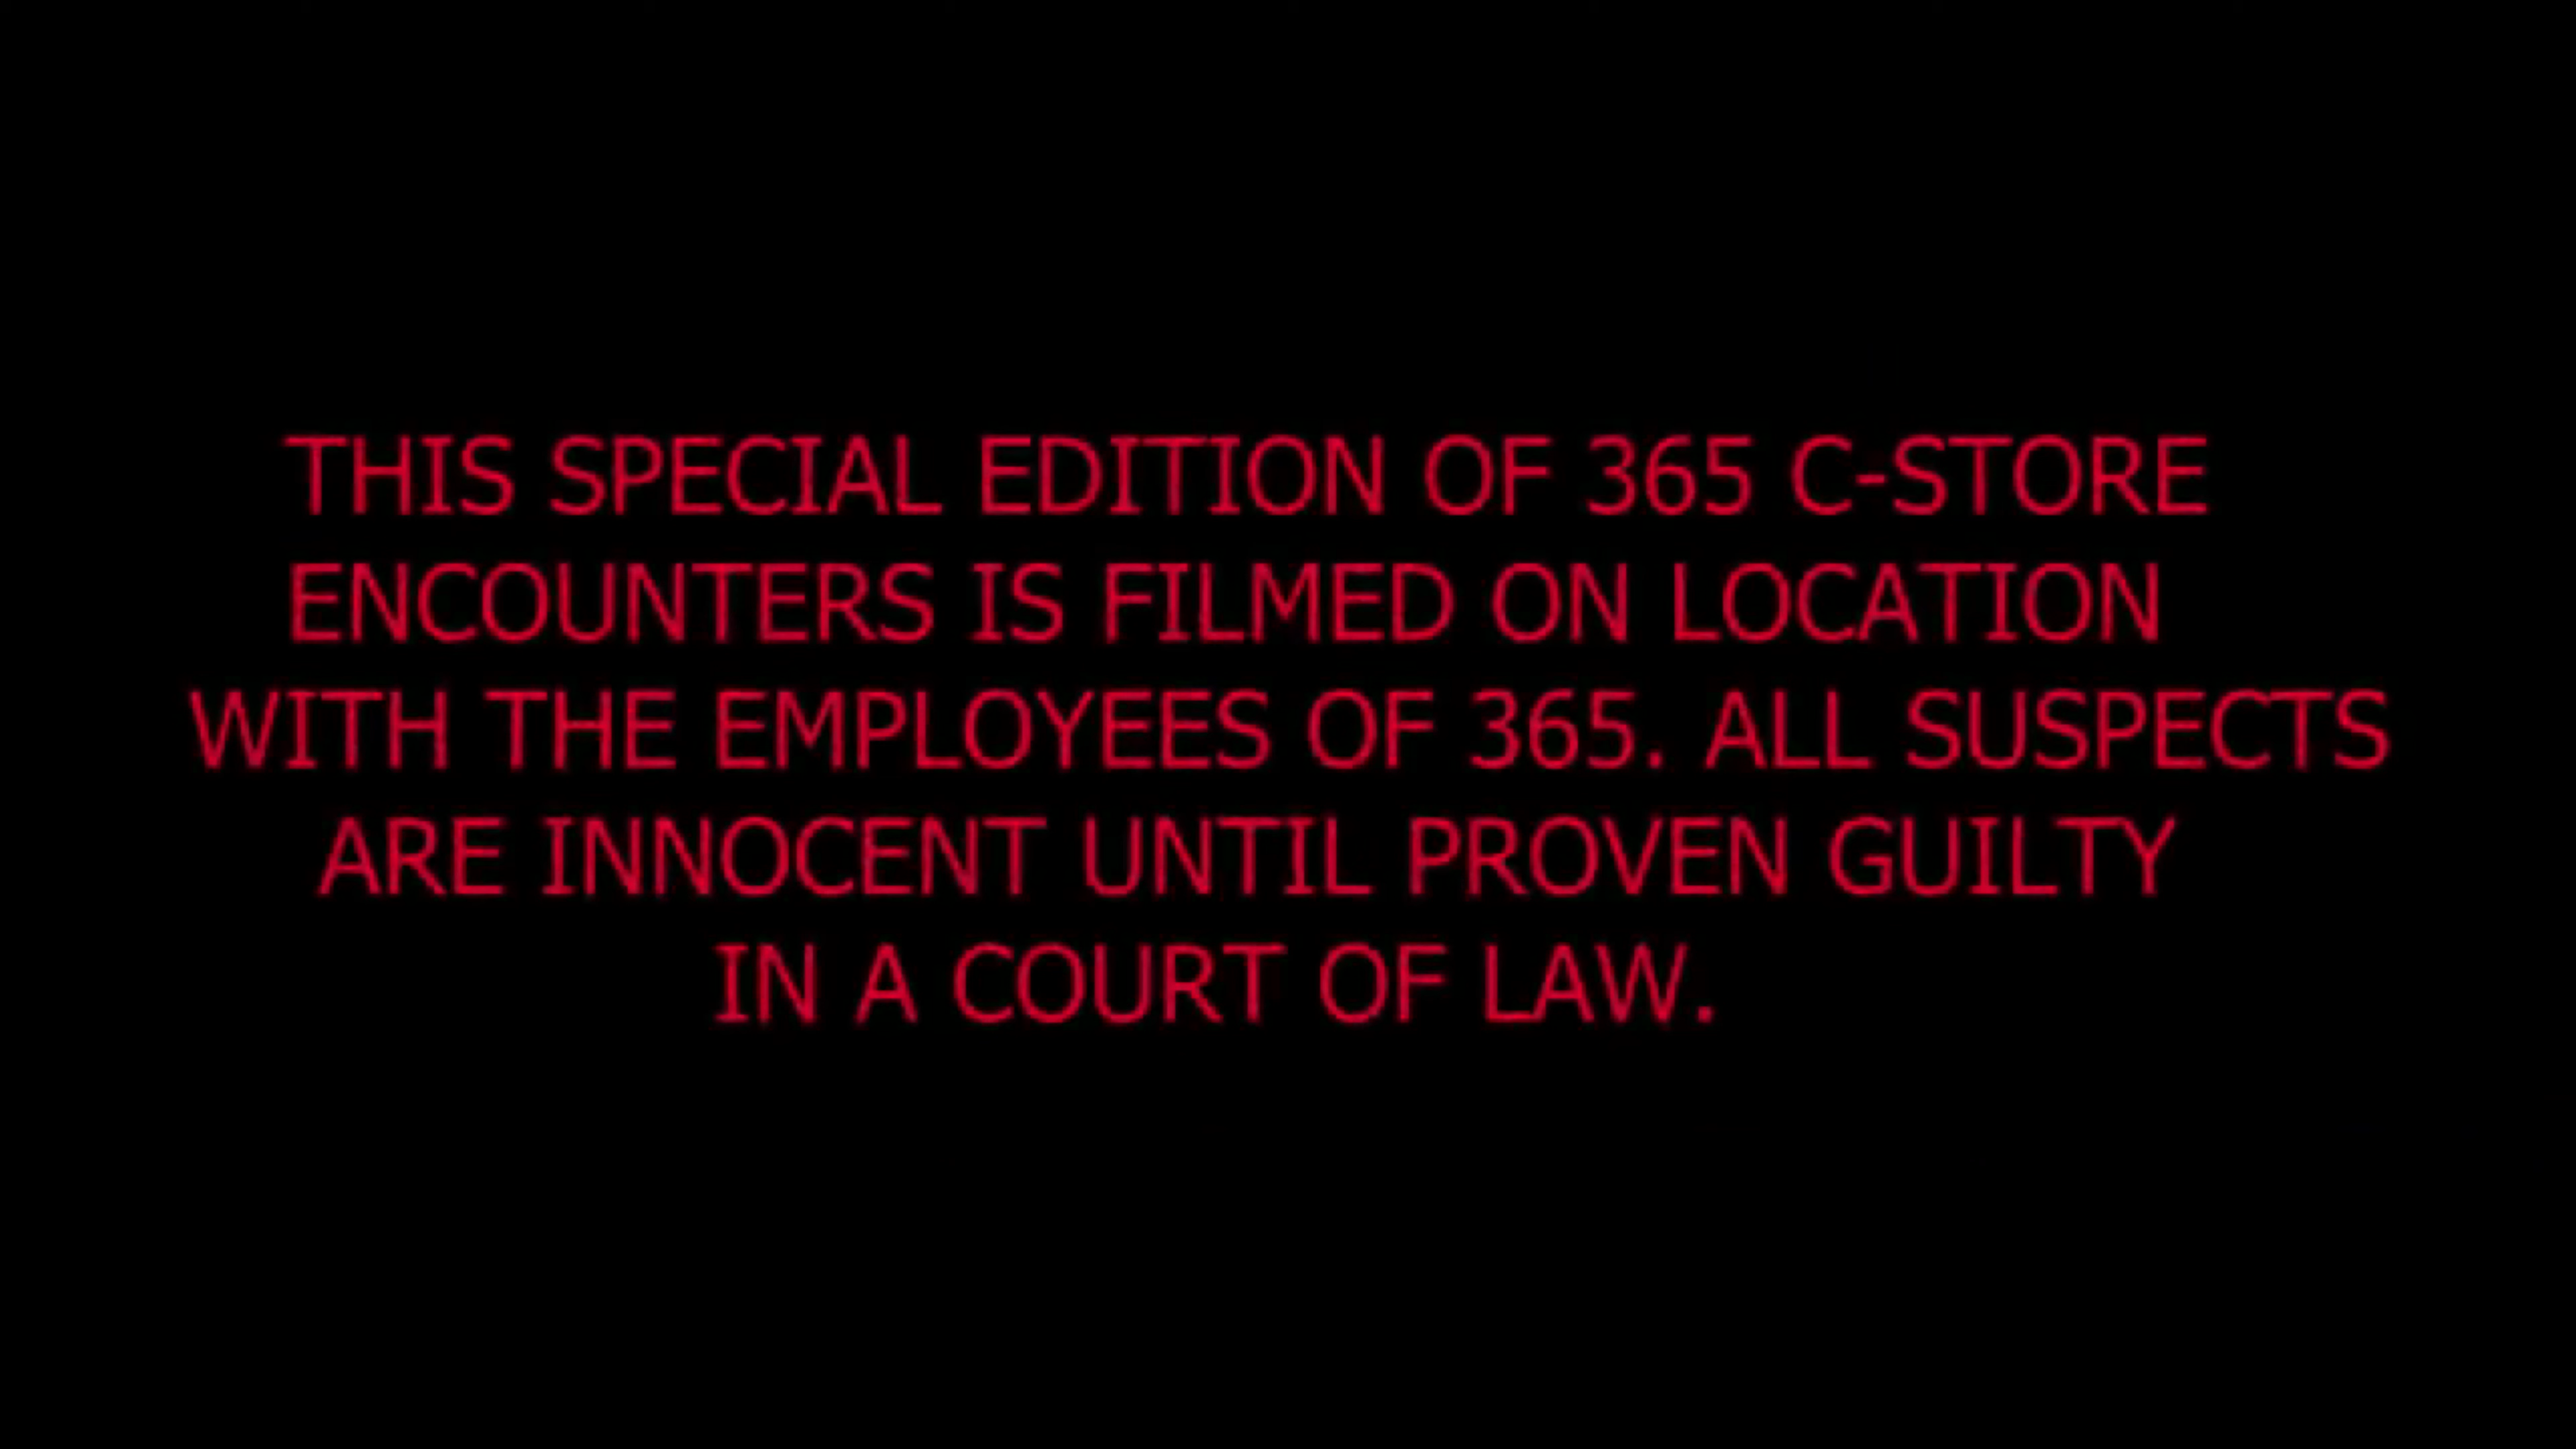 THIS SPECIAL EDITION OF 365 C-STORE
ENCOUNTERS IS FILMED ON LOCATION
WITH THE EMPLOYEES OF 365. ALL SUSPECTS
ARE INNOCENT UNTIL PROVEN GUILTY
IN A COURT OF LAW.